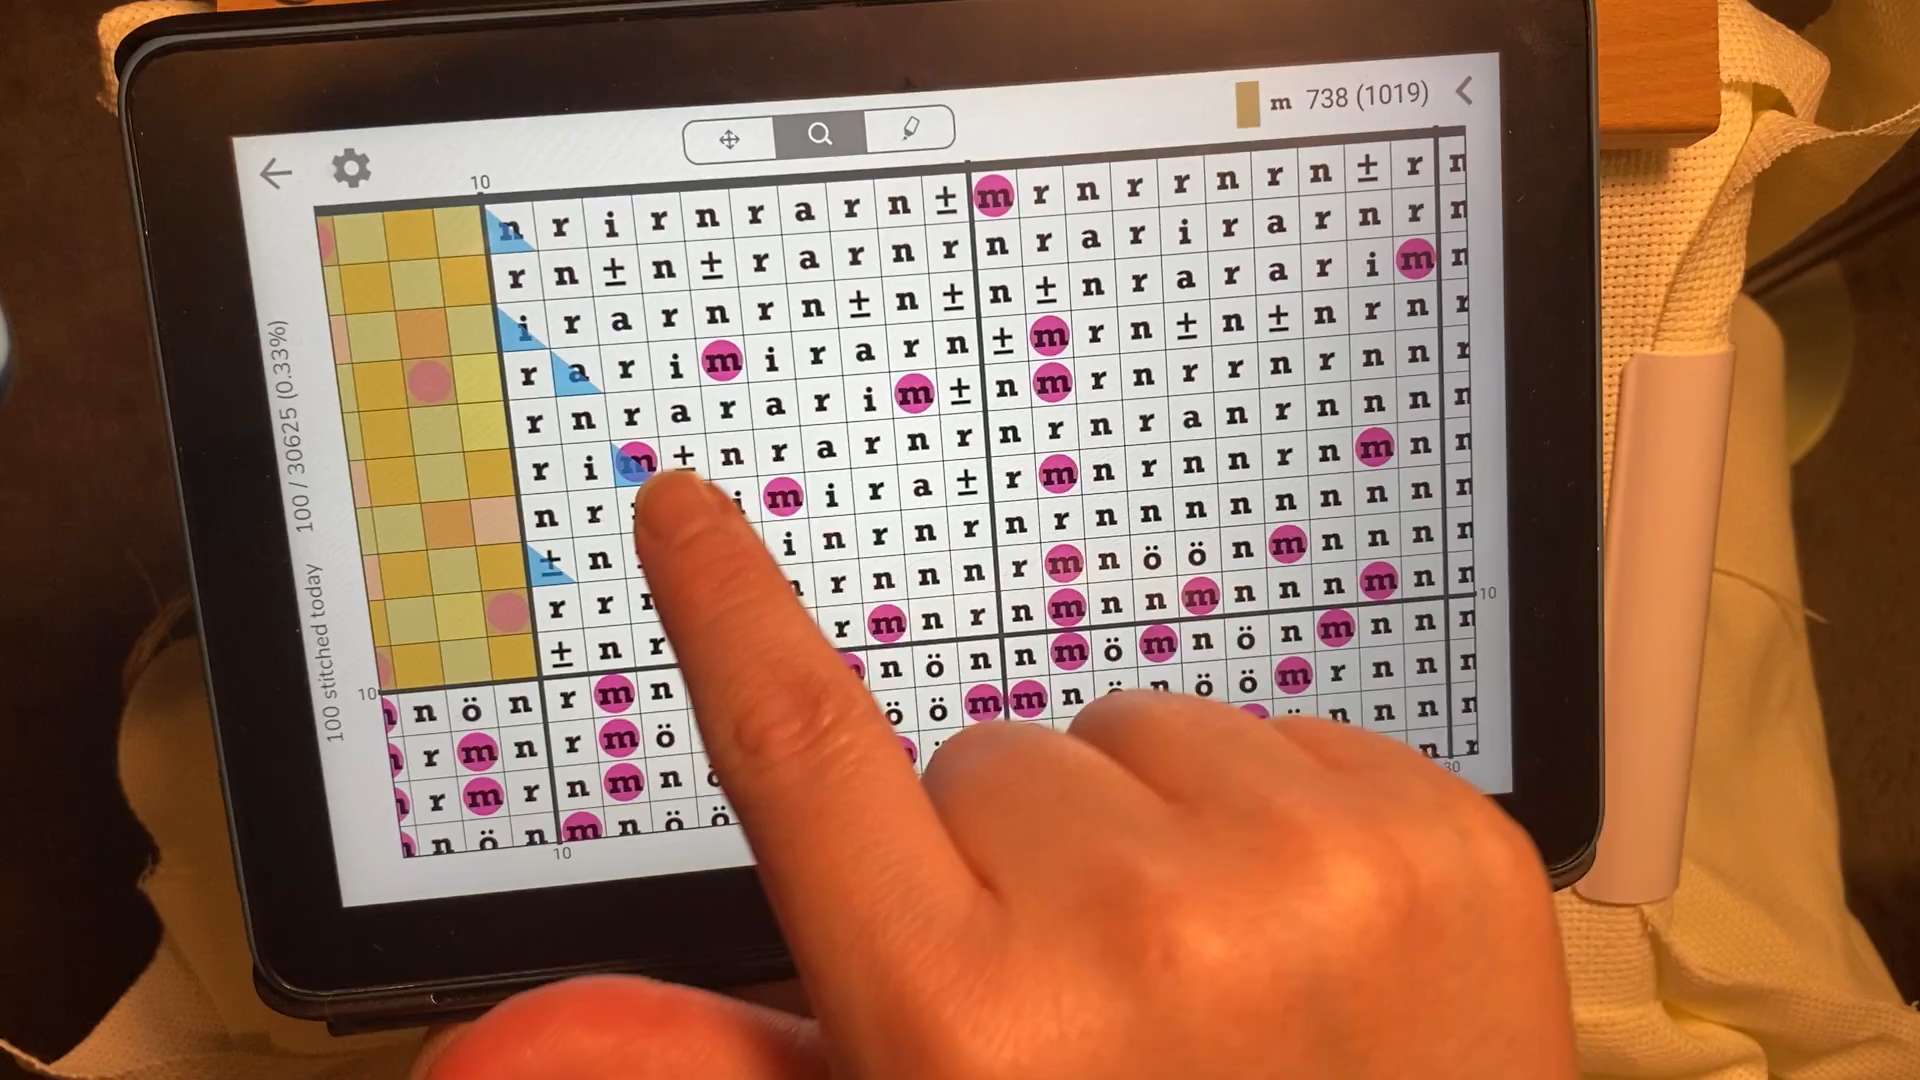 m 738 (1019)
10
n r i r n r a r n ± m r n r r n r n ± r n
r n ± n ± r a r n r n r a r i r a r n r n
i r a r n r n ± n ± n ± n r a r a r i m n
r a r i m i r a r n ± m r n ± n ± n r n r
r n r a r a r i m ± n m r n r r n r n n r
r i m ± n r a r n r n r n r a n r n n n n
n r i m i r a ± r m n r n n r n m n n
± n i n r n r n r n n n n n n n n n
r r r n n n r m n ö ö n m n n n n
± n r r m n r n m n n m n n n m n n
10
10
n ö n r m n n ö n n m ö m n ö n m n n n
r m n r m ö ö ö m m n ö ö m r n n n
r m r n m n n n n n
n ö n m n ö ö n r
10
30
100 stitched today 100 / 30625 (0.33%)